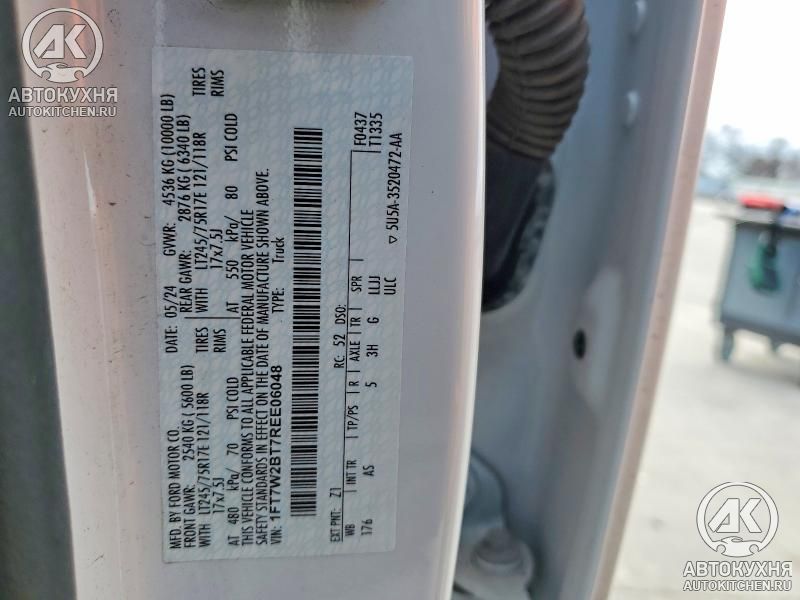 АК
АВТОКУХНЯ
AUTOKITCHEN.RU
MFD. BY FORD MOTOR CO. DATE: 05/24 GVWR: 4536 KG (10000 LB)
FRONT GAWR: 2540 KG (5600 LB) REAR GAWR: 2876 KG (6340 LB)
WITH LT245/75R17E 121/118R TIRES WITH LT245/75R17E 121/118R TIRES
17x7.5J RIMS 17x7.5J RIMS
AT 480 kPa/ 70 PSI COLD AT 550 kPa/ 80 PSI COLD
THIS VEHICLE CONFORMS TO ALL APPLICABLE FEDERAL MOTOR VEHICLE
SAFETY STANDARDS IN EFFECT ON THE DATE OF MANUFACTURE SHOWN ABOVE.
VIN: 1FT7W2BT7REE06048 TYPE: Truck
F0437
T1335
EXT PNT: Z1 RC: 52 DSO:
WB INT TR TP/PS R AXLE TR SPR
176 AS 5 3H G LLJJ
ULC ▽ 5U5A-3520472-AA
АК
АВТОКУХНЯ
AUTOKITCHEN.RU